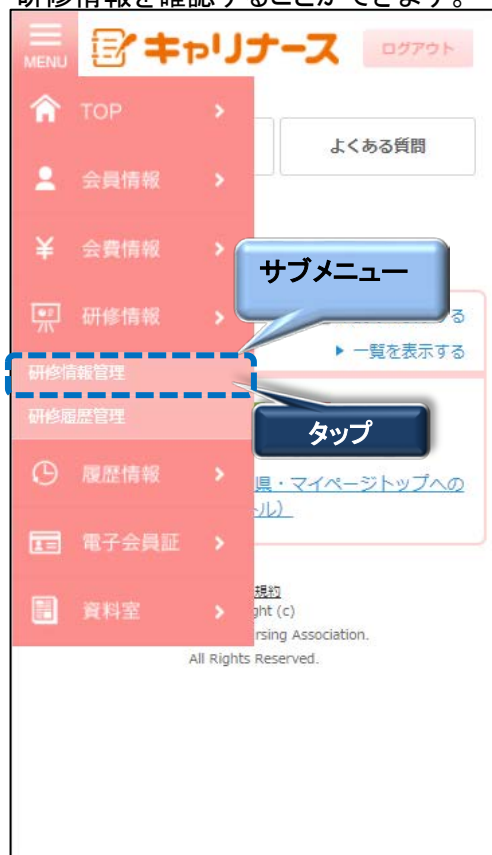 研修情報を確認することができます。
MENU
キャリナース
ログアウト
TOP
よくある質問
会員情報
会費情報
サブメニュー
研修情報
する
一覧を表示する
研修情報管理
研修履歴管理
タップ
履歴情報
県・マイページトップへの
ル）
電子会員証
規約
資料室
ght (c)
rsing Association.
All Rights Reserved.